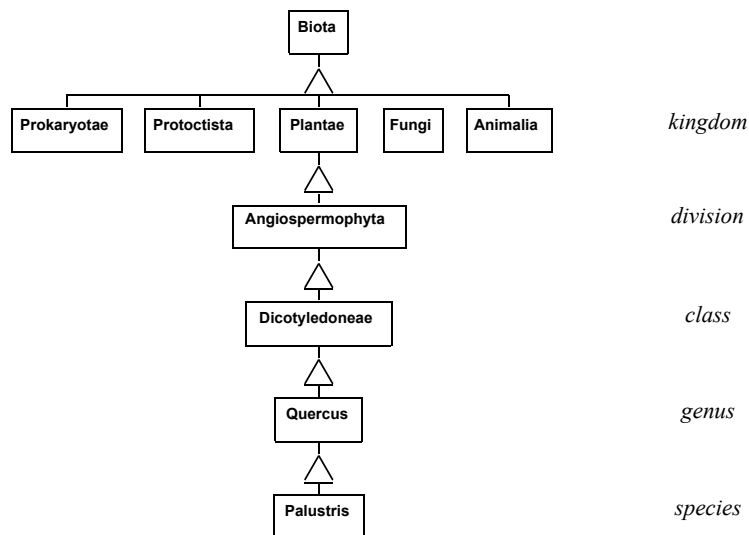 Biota
Prokaryotae Protoctista Plantae Fungi Animalia kingdom
Angiospermophyta division
Dicotyledoneae class
Quercus genus
Palustris species